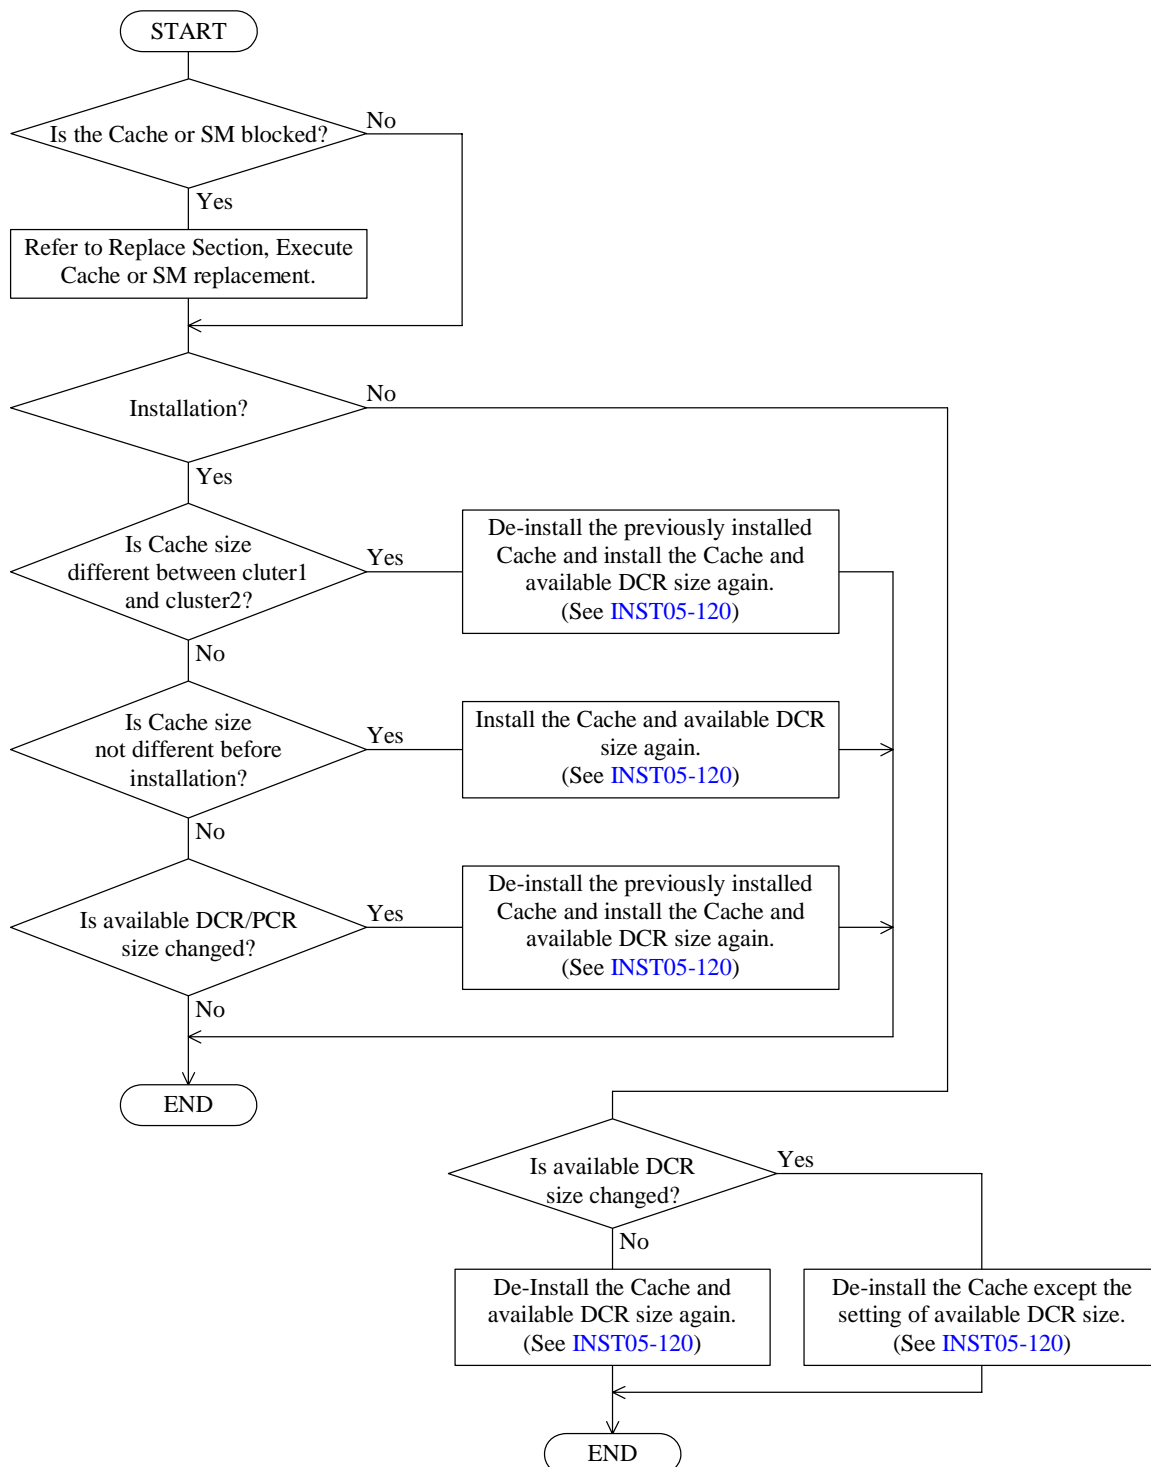 START
Is the Cache or SM blocked?
No
Yes
Refer to Replace Section, Execute
Cache or SM replacement.
Installation?
No
Yes
Is Cache size
different between cluter1
and cluster2?
Yes
De-install the previously installed
Cache and install the Cache and
available DCR size again.
(See INST05-120)
No
Is Cache size
not different before
installation?
Yes
Install the Cache and available DCR
size again.
(See INST05-120)
No
Is available DCR/PCR
size changed?
Yes
De-install the previously installed
Cache and install the Cache and
available DCR size again.
(See INST05-120)
No
END
Is available DCR
size changed?
Yes
No
De-Install the Cache and
available DCR size again.
(See INST05-120)
De-install the Cache except the
setting of available DCR size.
(See INST05-120)
END